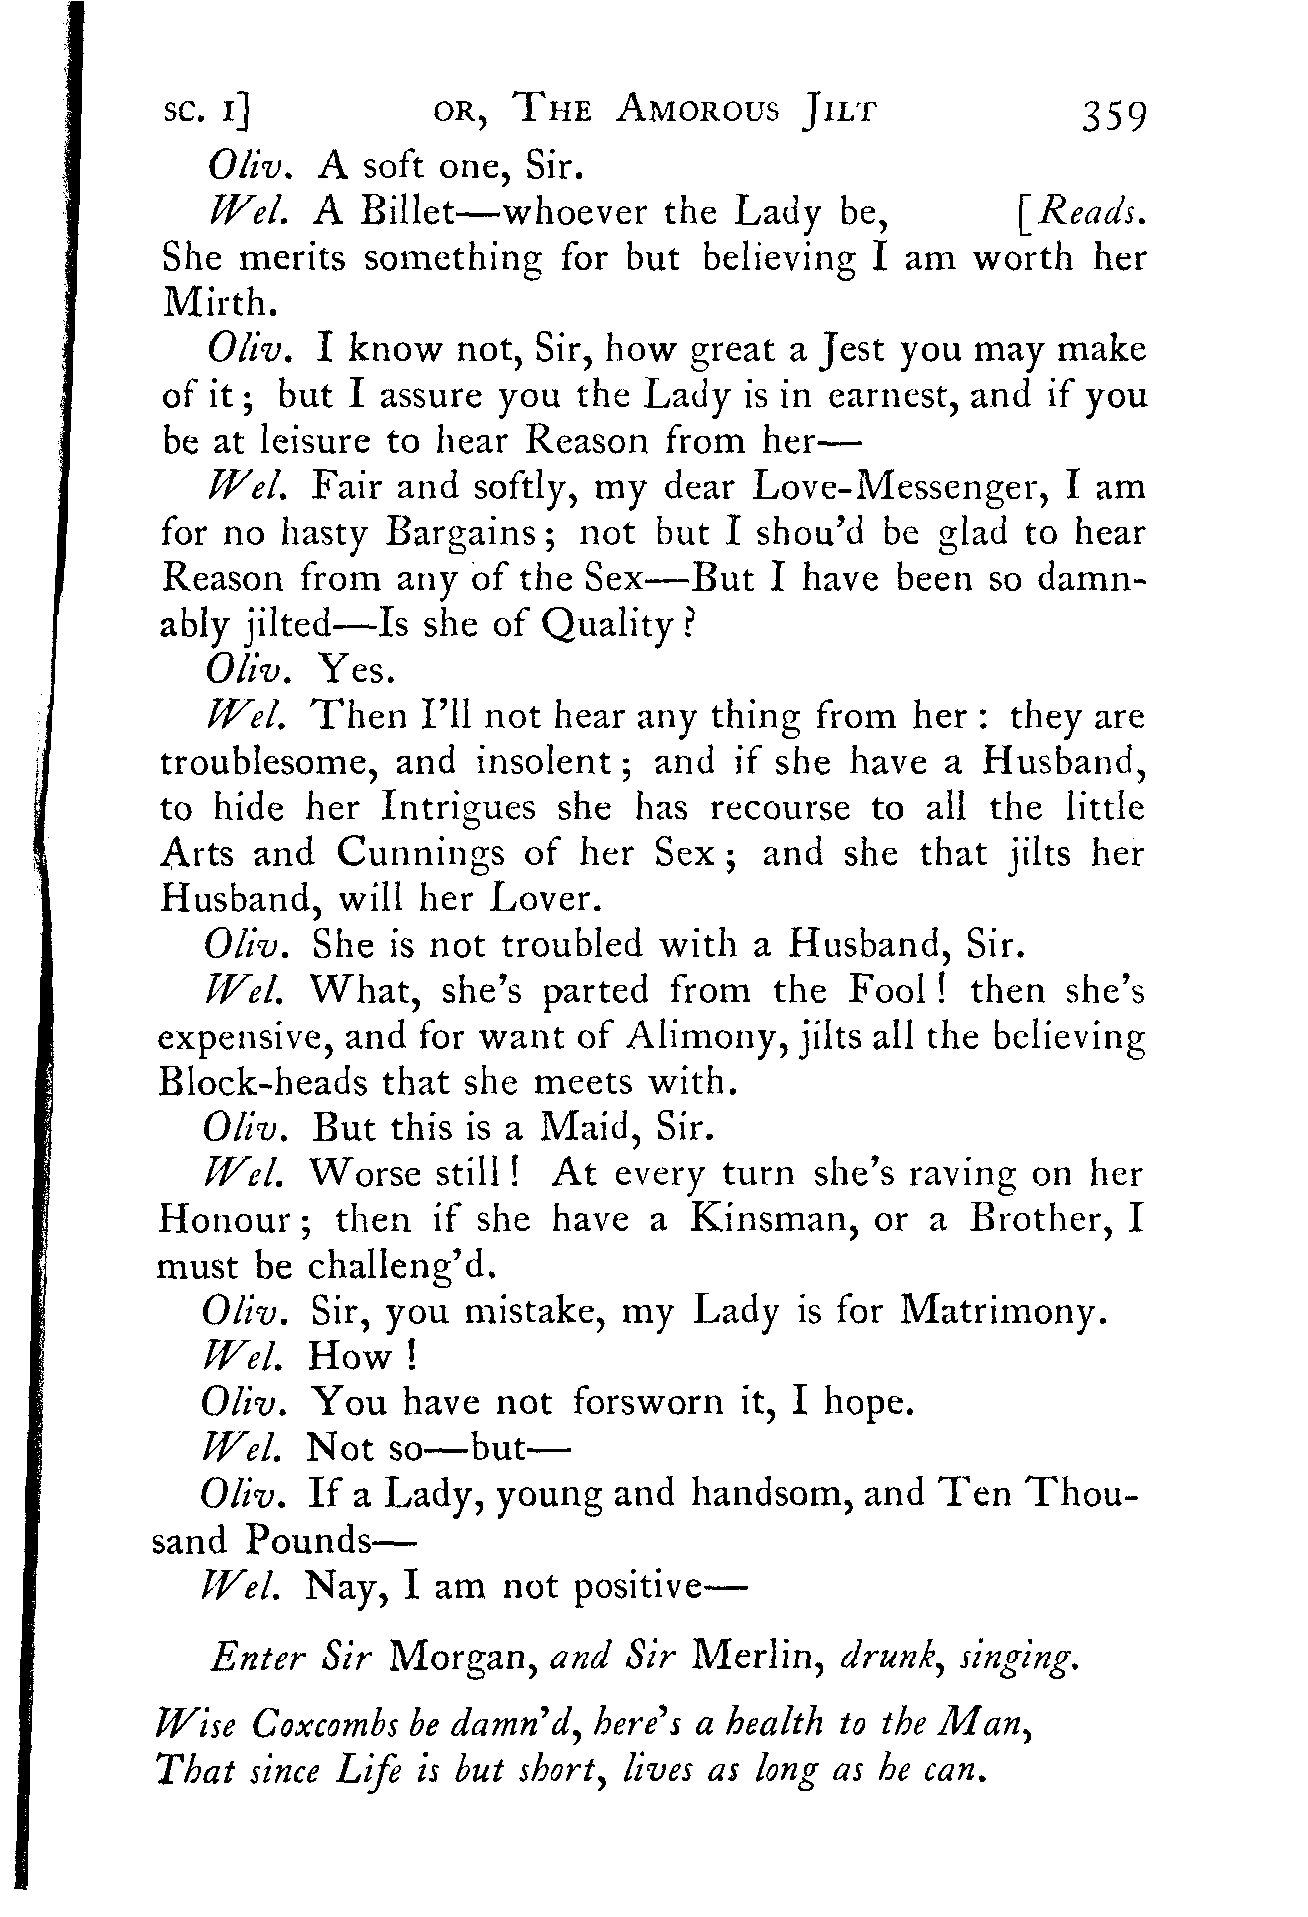 SC. I] OR, THE AMOROUS JILT 359
Oliv. A soft one, Sir.
Wel. A Billet—whoever the Lady be, [Reads.
She merits something for but believing I am worth her
Mirth.
Oliv. I know not, Sir, how great a Jest you may make
of it; but I assure you the Lady is in earnest, and if you
be at leisure to hear Reason from her—
Wel. Fair and softly, my dear Love-Messenger, I am
for no hasty Bargains; not but I shou'd be glad to hear
Reason from any of the Sex—But I have been so damn-
ably jilted—Is she of Quality?
Oliv. Yes.
Wel. Then I'll not hear any thing from her: they are
troublesome, and insolent; and if she have a Husband,
to hide her Intrigues she has recourse to all the little
Arts and Cunnings of her Sex; and she that jilts her
Husband, will her Lover.
Oliv. She is not troubled with a Husband, Sir.
Wel. What, she's parted from the Fool! then she's
expensive, and for want of Alimony, jilts all the believing
Block-heads that she meets with.
Oliv. But this is a Maid, Sir.
Wel. Worse still! At every turn she's raving on her
Honour; then if she have a Kinsman, or a Brother, I
must be challeng'd.
Oliv. Sir, you mistake, my Lady is for Matrimony.
Wel. How!
Oliv. You have not forsworn it, I hope.
Wel. Not so—but—
Oliv. If a Lady, young and handsom, and Ten Thou-
sand Pounds—
Wel. Nay, I am not positive—
Enter Sir Morgan, and Sir Merlin, drunk, singing.
Wise Coxcombs be damn'd, here's a health to the Man,
That since Life is but short, lives as long as he can.